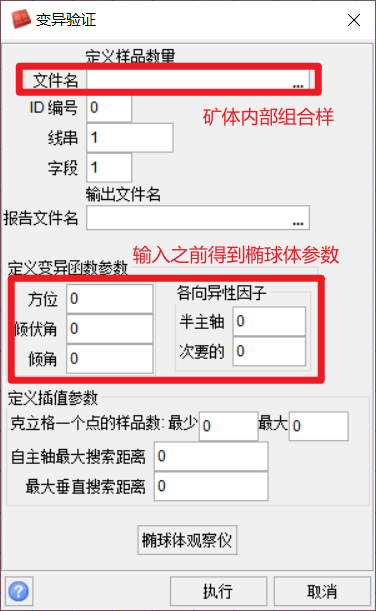 变异验证
定义样品数量
文件名 ...
ID 编号 0
矿体内部组合样
线串 1
字段 1
输出文件名
报告文件名 ...
输入之前得到椭球体参数
定义变异函数参数
各向异性因子
方位 0
半主轴 0
倾伏角 0
次要的 0
倾角 0
定义插值参数
克立格一个点的样品数: 最少 0 最大 0
自主轴最大搜索距离 0
最大垂直搜索距离 0
椭球体观察仪
? 执行 取消